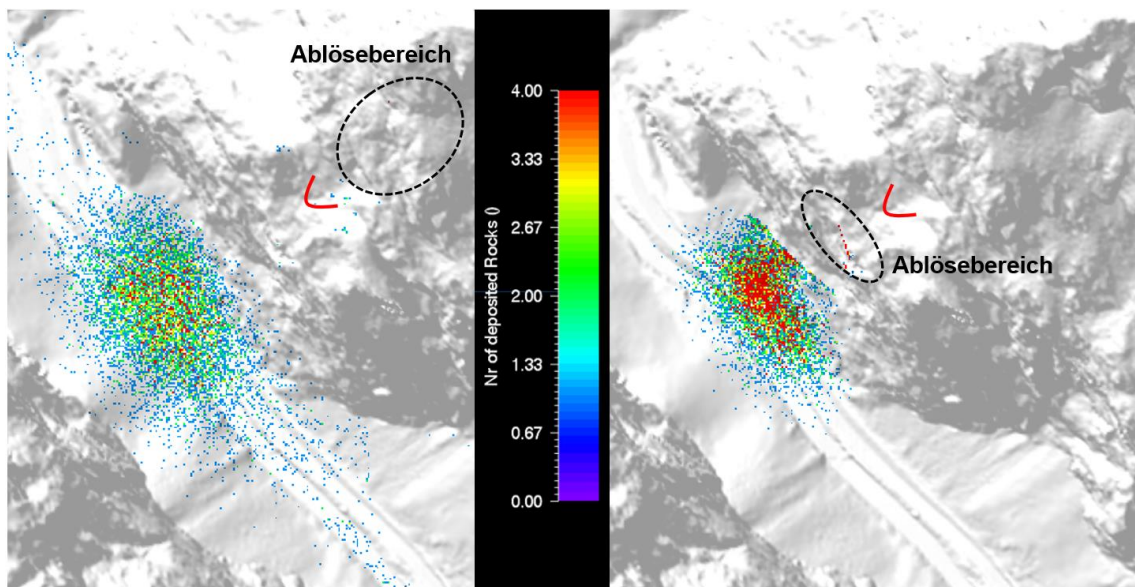 Ablösebereich
4.00
3.33
2.67
2.00
1.33
0.67
0.00
Nr of deposited Rocks ()
Ablösebereich